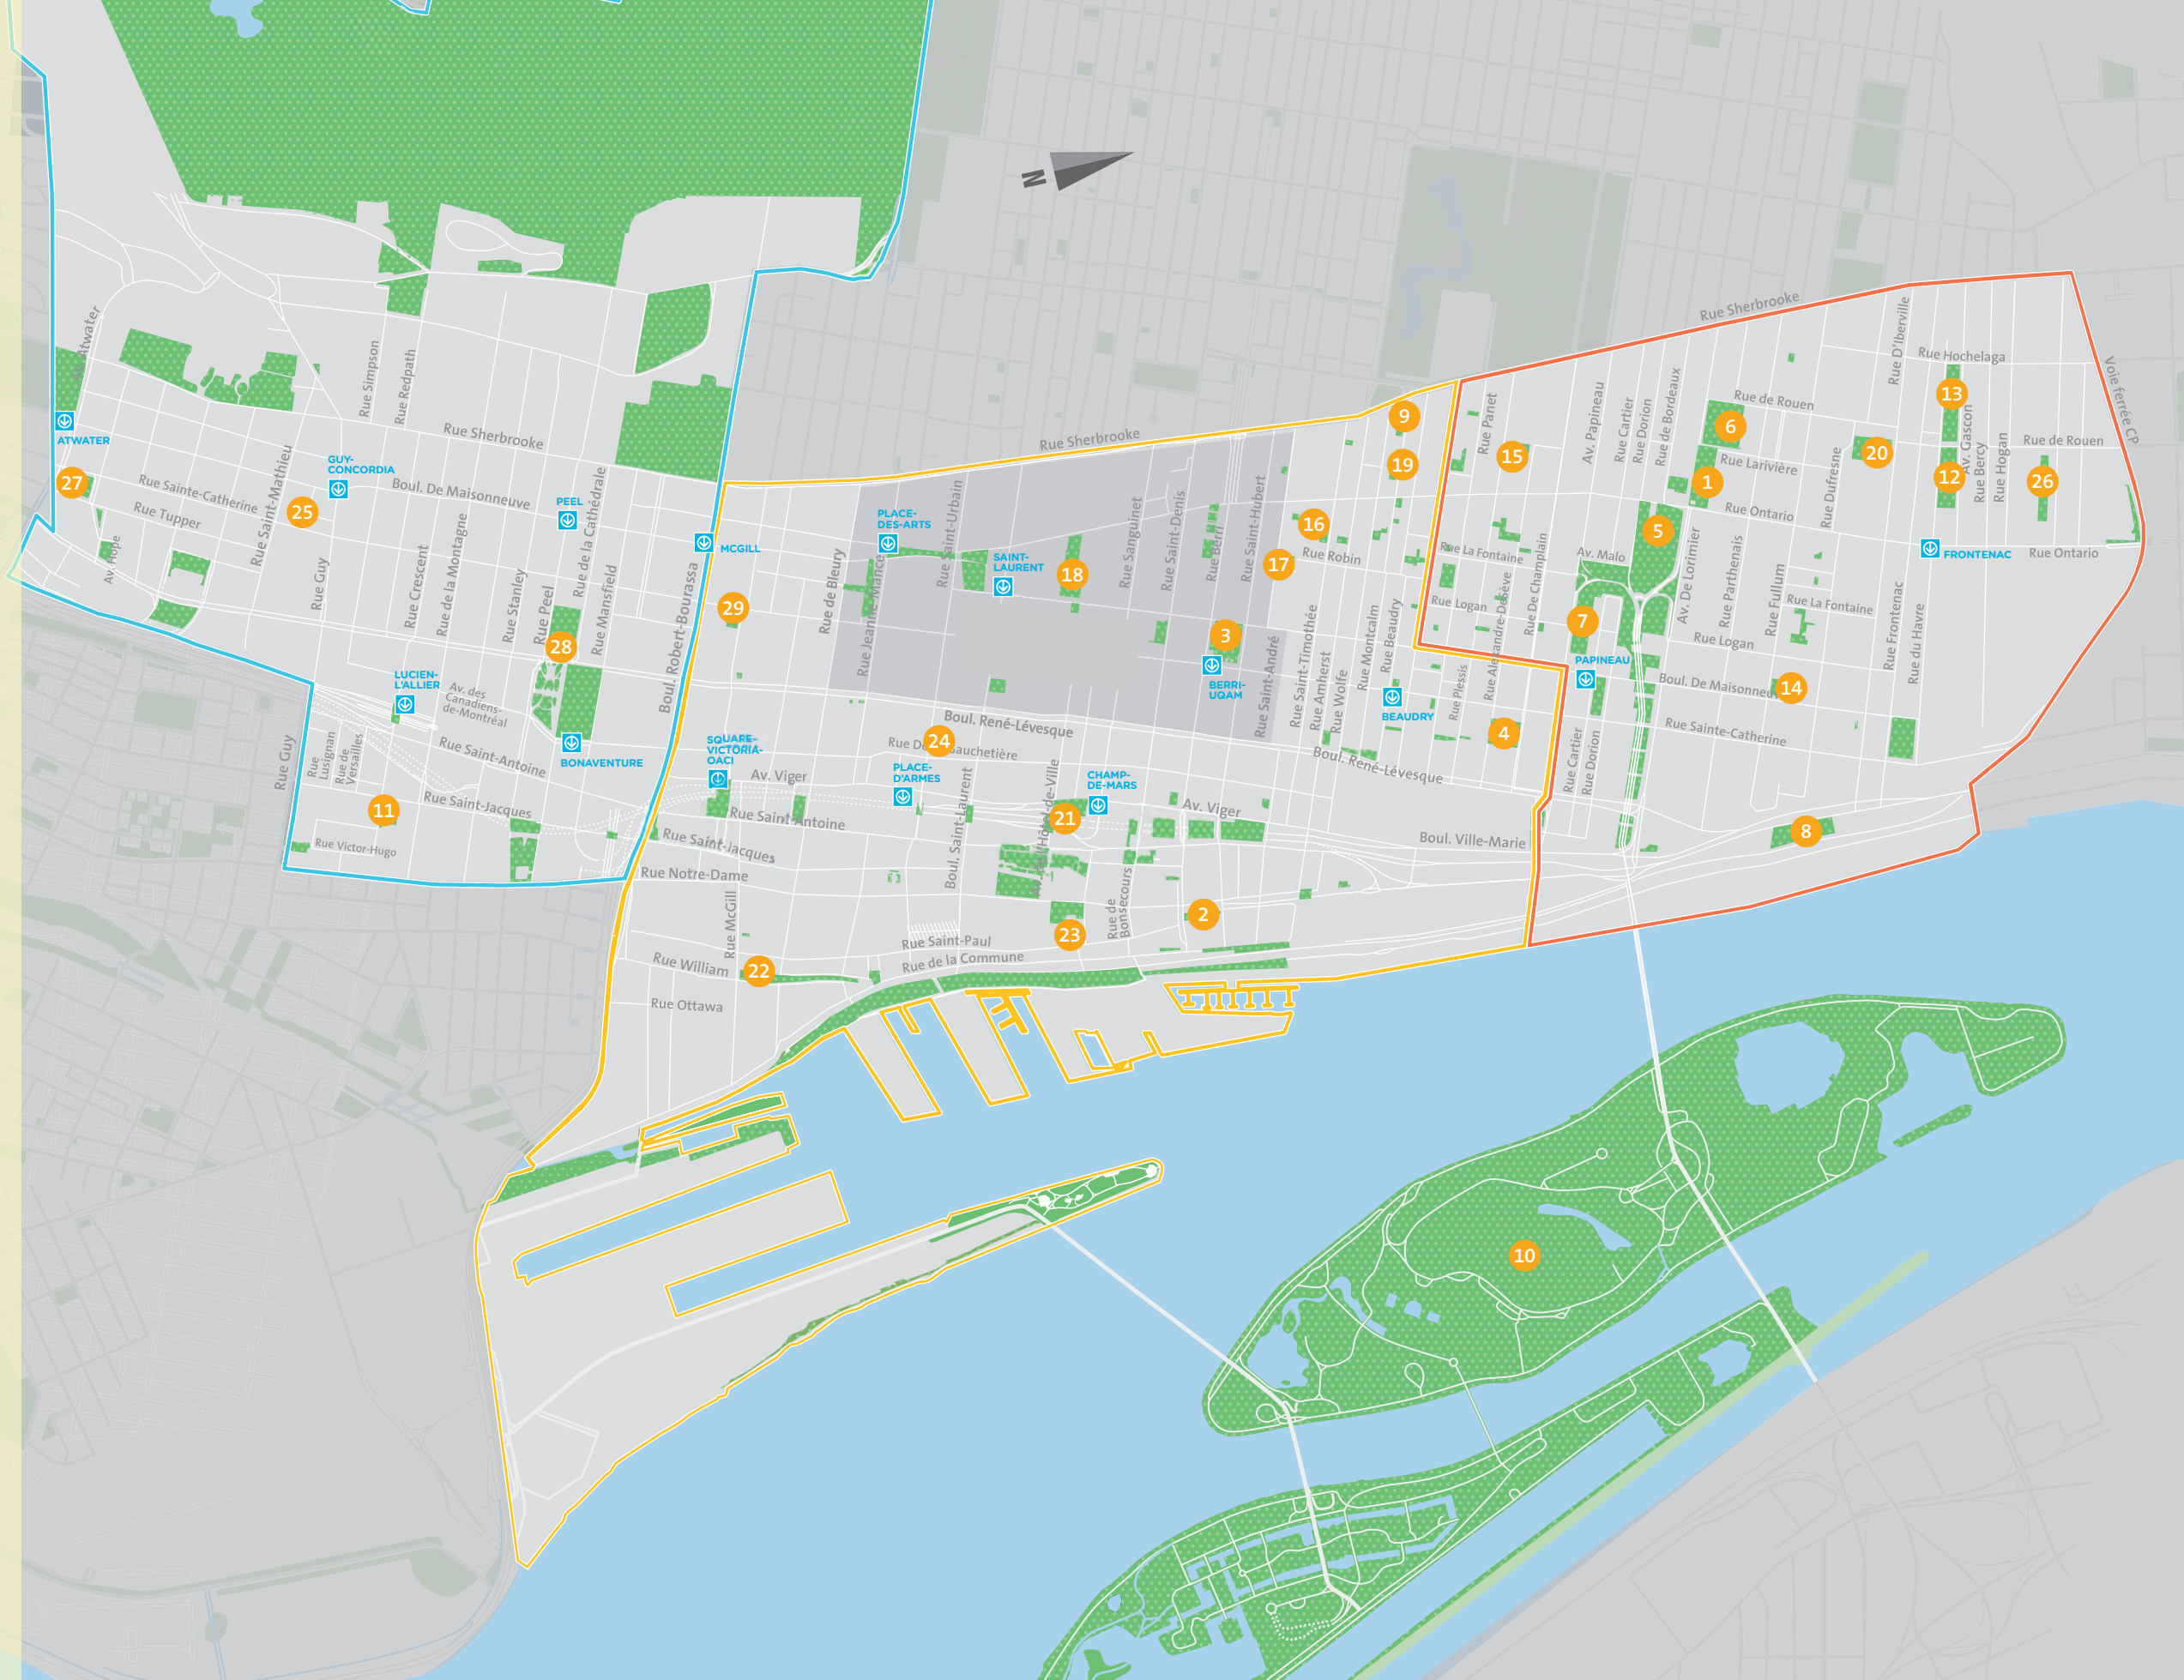 N
Rue Sherbrooke
Rue D'Iberville
Rue Hochelaga
Voie ferrée CP
Av. Atwater
Rue Simpson
Rue Redpath
13
Rue de Rouen
9
6
Rue Panet
Av. Papineau
Rue Cartier
Rue Dorion
Rue de Bordeaux
Av. Gascon
ATWATER
Rue Sherbrooke
Rue Sherbrooke
Rue de Rouen
20
15
19
Rue Larivière
Rue Bercy
Rue Hogan
GUY-
CONCORDIA
27
Rue Sainte-Catherine
Rue Saint-Mathieu
Boul. De Maisonneuve
Rue de la Cathédrale
1
12
26
Rue Dufresne
Rue Tupper
25
PEEL
PLACE-
DES-ARTS
Rue Saint-Urbain
Rue Sanguinet
Rue Saint-Denis
Rue Berri
Rue Saint-Hubert
16
Rue Ontario
5
Av. Hope
MCGILL
SAINT-
LAURENT
Rue Robin
Rue La Fontaine
Av. Malo
FRONTENAC
Rue Ontario
17
18
Rue Guy
Rue Crescent
Rue de la Montagne
Rue Stanley
Rue Peel
Rue Mansfield
Boul. Robert-Bourassa
29
Rue de Bleury
Rue Jeanne-Mance
Rue Logan
Rue Alexandre-DeSève
Rue De Champlain
Av. De Lorimier
Rue Parthenais
Rue Fullum
Rue La Fontaine
7
Rue Logan
Rue Frontenac
Rue du Havre
3
28
BERRI-
UQAM
Rue Saint-André
Rue Saint-Timothée
Rue Amherst
Rue Wolfe
Rue Montcalm
Rue Beaudry
PAPINEAU
LUCIEN-
L'ALLIER
Av. des
Canadiens-
de-Montréal
BEAUDRY
Rue Plessis
Boul. De Maisonneuve
14
Boul. René-Lévesque
Rue Sainte-Catherine
4
Rue Guy
Rue
Lusignan
Rue de
Versailles
Rue Saint-Antoine
BONAVENTURE
SQUARE-
VICTORIA-
OACI
24
Boul. René-Lévesque
Rue Cartier
Rue Dorion
PLACE-
D'ARMES
CHAMP-
DE-MARS
Av. Viger
Rue Saint-Jacques
11
Rue Saint-Antoine
Boul. Saint-Laurent
Av. de l'Hôtel-de-Ville
21
Av. Viger
Boul. Ville-Marie
8
Rue Victor-Hugo
Rue Saint-Jacques
Rue Notre-Dame
Rue McGill
Rue de
Bonsecours
2
23
Rue Saint-Paul
Rue William
22
Rue de la Commune
Rue Ottawa
10